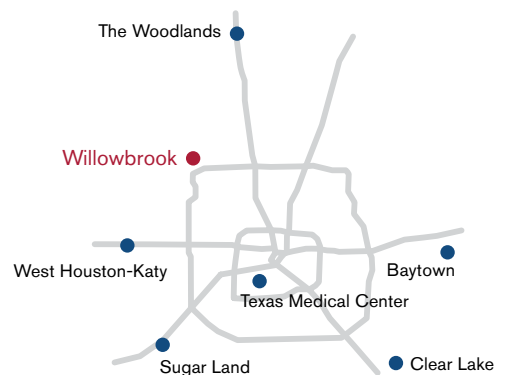 The Woodlands
Willowbrook
West Houston-Katy
Baytown
Texas Medical Center
Sugar Land
Clear Lake